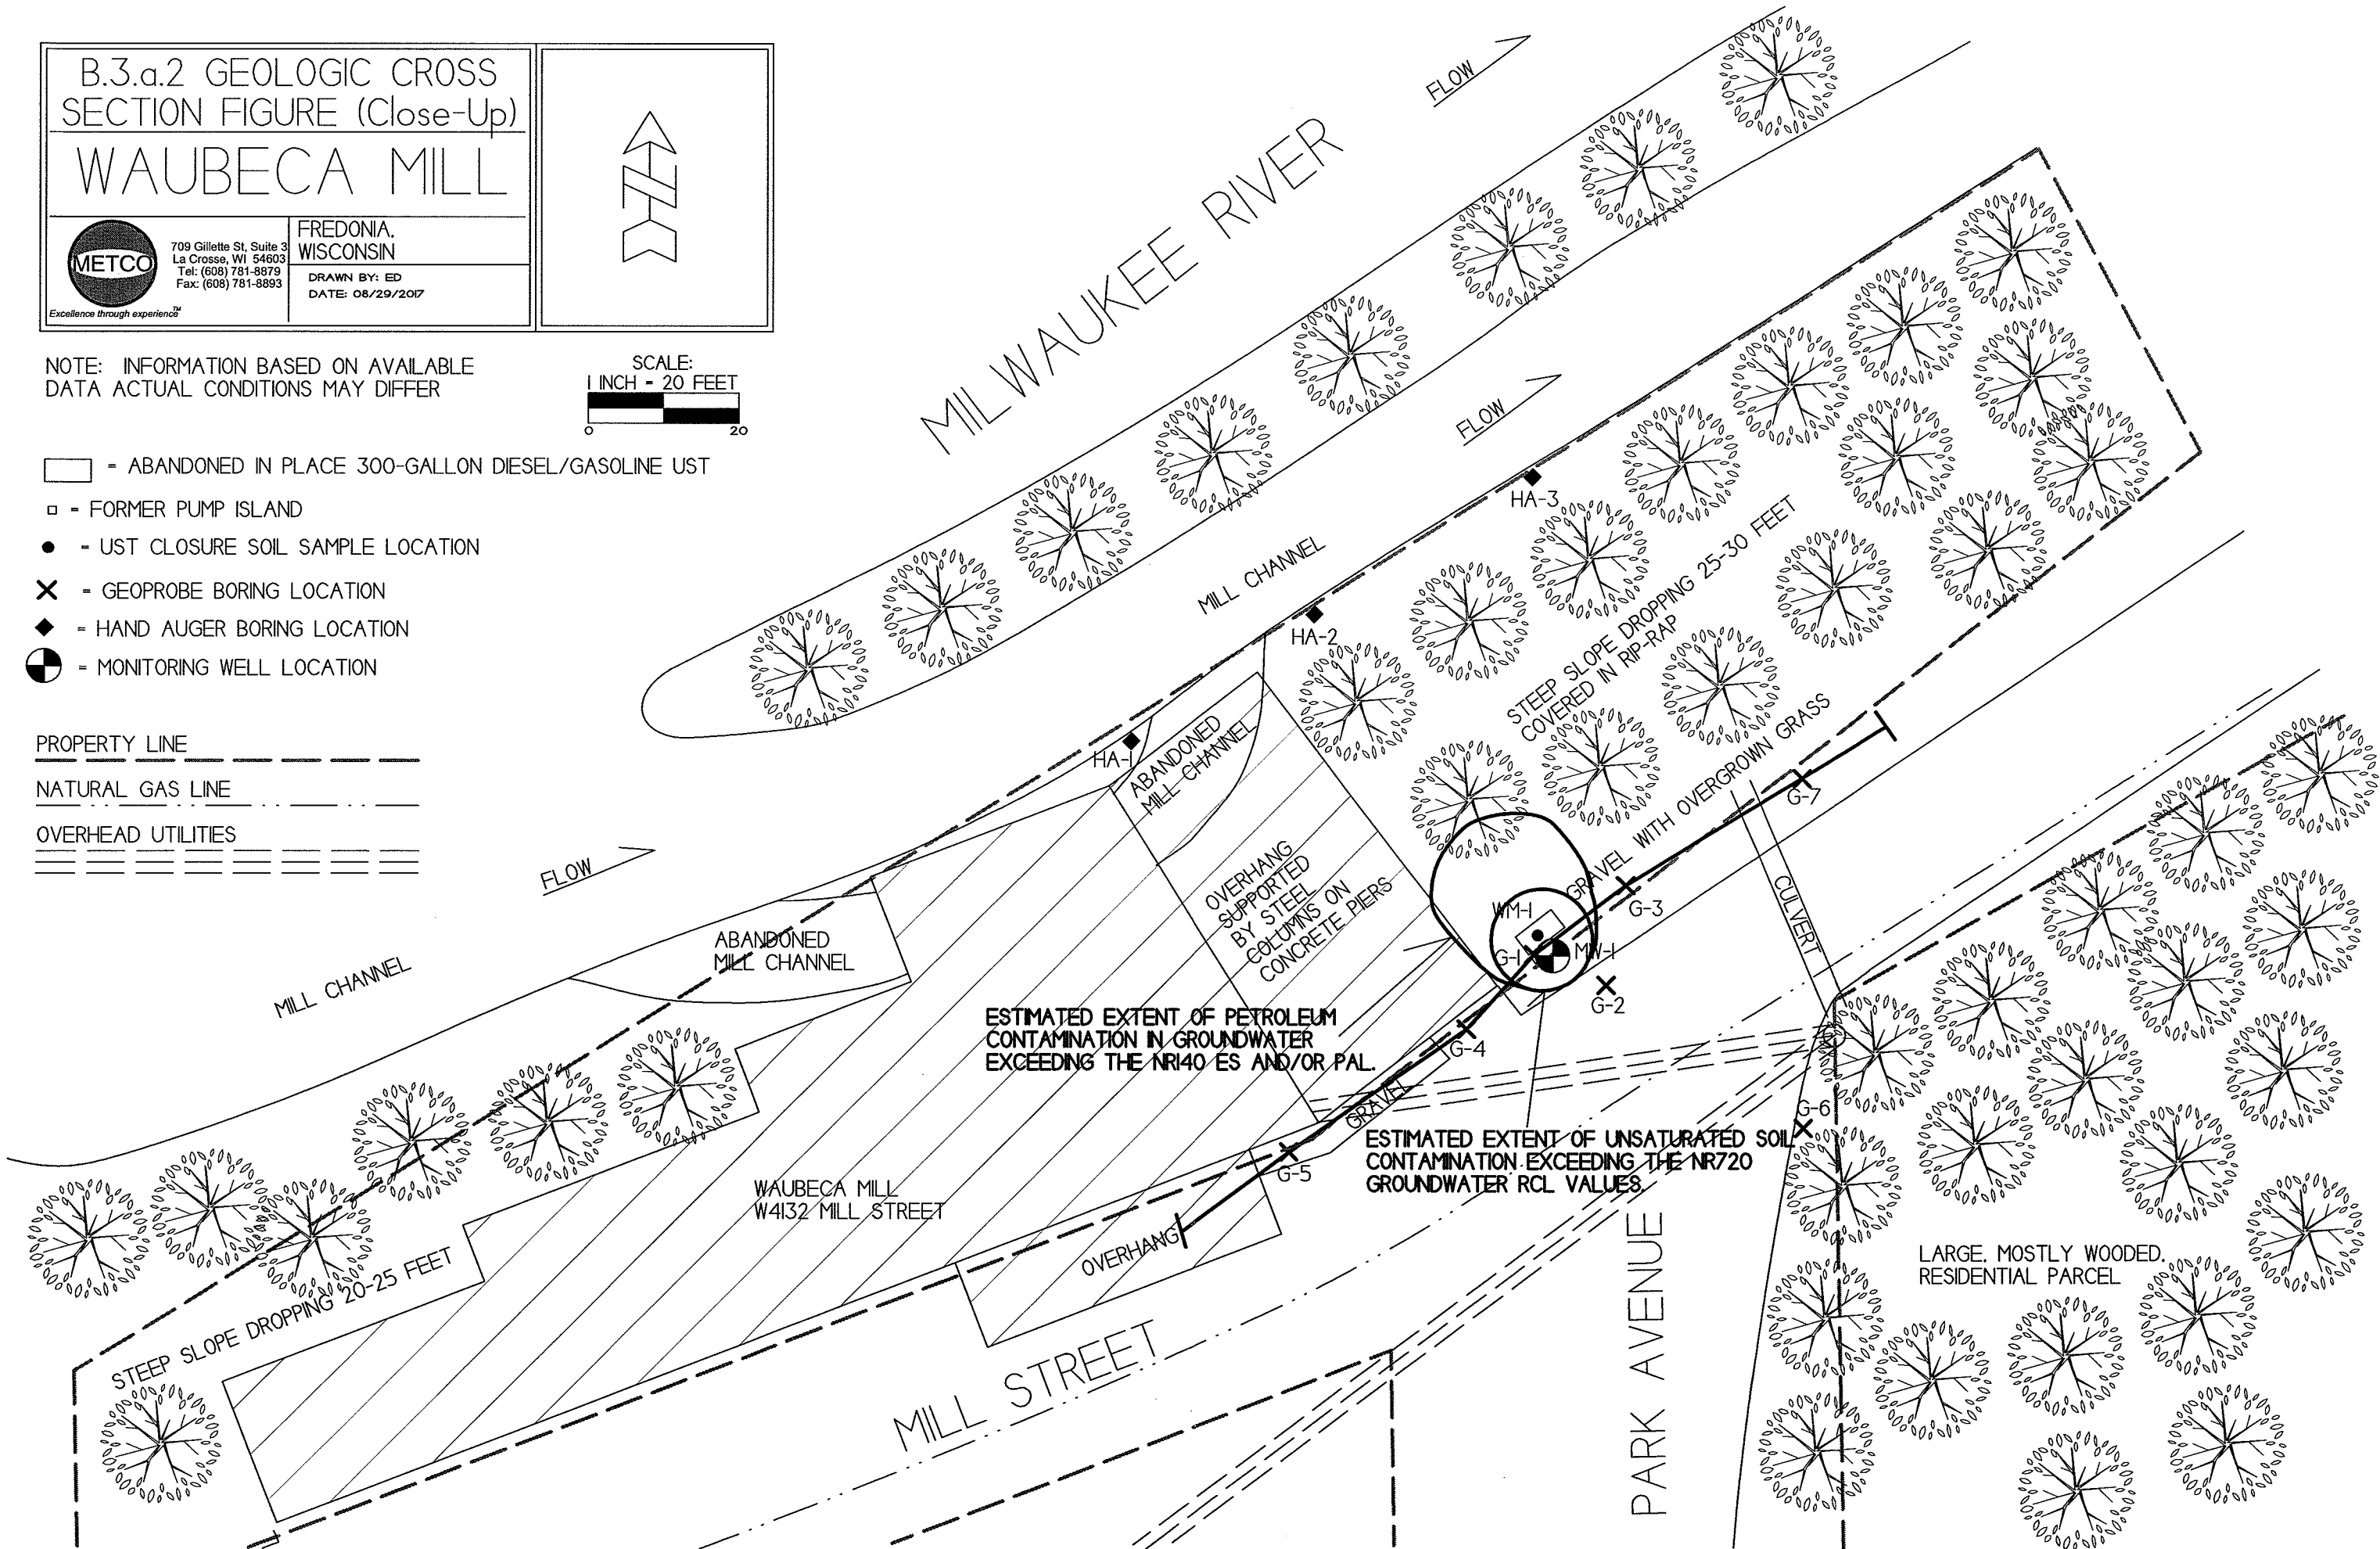 B.3.a.2 GEOLOGIC CROSS
SECTION FIGURE (Close-Up)
WAUBECA MILL
METCO
Excellence through experience™
709 Gillette St, Suite 3
La Crosse, WI 54603
Tel: (608) 781-8879
Fax: (608) 781-8893
FREDONIA,
WISCONSIN
DRAWN BY: ED
DATE: 08/29/2017
N
NOTE: INFORMATION BASED ON AVAILABLE
DATA ACTUAL CONDITIONS MAY DIFFER
SCALE:
1 INCH = 20 FEET
0 20
= ABANDONED IN PLACE 300-GALLON DIESEL/GASOLINE UST
= FORMER PUMP ISLAND
= UST CLOSURE SOIL SAMPLE LOCATION
= GEOPROBE BORING LOCATION
= HAND AUGER BORING LOCATION
= MONITORING WELL LOCATION
PROPERTY LINE
NATURAL GAS LINE
OVERHEAD UTILITIES
FLOW
MILWAUKEE RIVER
FLOW
HA-3
MILL CHANNEL
HA-2
STEEP SLOPE DROPPING 25-30 FEET
COVERED IN RIP-RAP
HA-1
ABANDONED
MILL CHANNEL
GRAVEL WITH OVERGROWN GRASS
G-7
FLOW
OVERHANG
SUPPORTED
BY STEEL
COLUMNS ON
CONCRETE PIERS
WM-1
G-3
CULVERT
G-1
MW-1
G-2
ABANDONED
MILL CHANNEL
MILL CHANNEL
ESTIMATED EXTENT OF PETROLEUM
CONTAMINATION IN GROUNDWATER
EXCEEDING THE NR140 ES AND/OR PAL.
G-4
GRAVEL
G-6
ESTIMATED EXTENT OF UNSATURATED SOIL
CONTAMINATION EXCEEDING THE NR720
GROUNDWATER RCL VALUES.
G-5
WAUBECA MILL
W4132 MILL STREET
OVERHANG
STEEP SLOPE DROPPING 20-25 FEET
LARGE, MOSTLY WOODED,
RESIDENTIAL PARCEL
MILL STREET
PARK AVENUE